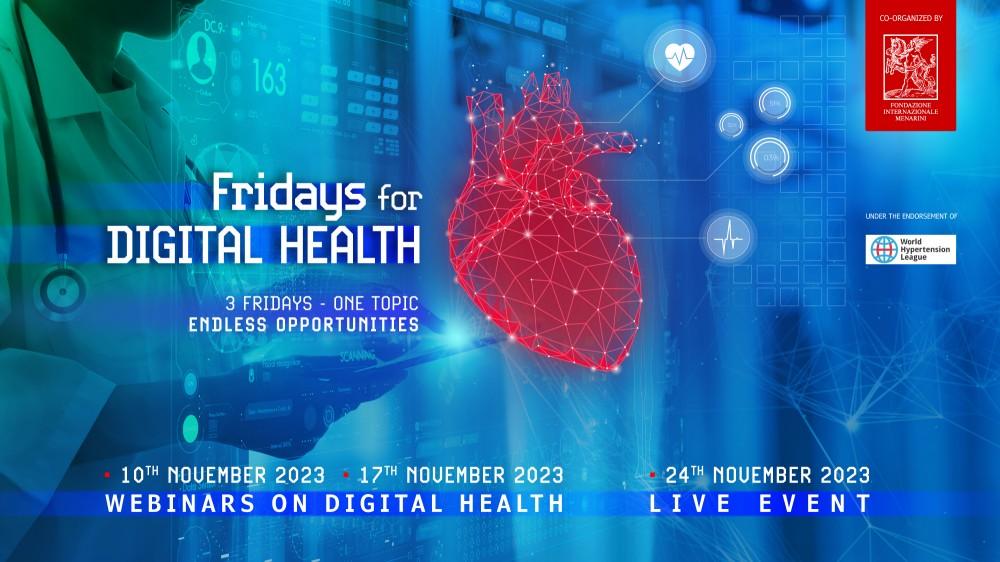 CO-ORGANIZED BY
FONDAZIONE
INTERNAZIONALE
MENARINI
DC.9-
163
Fridays for
DIGITAL HEALTH
UNDER THE ENDORSEMENT OF
World
Hypertension
League
3 FRIDAYS - ONE TOPIC
ENDLESS OPPORTUNITIES
SCANNING
10TH NOVEMBER 2023
17TH NOVEMBER 2023
WEBINARS ON DIGITAL HEALTH
24TH NOVEMBER 2023
LIVE EVENT